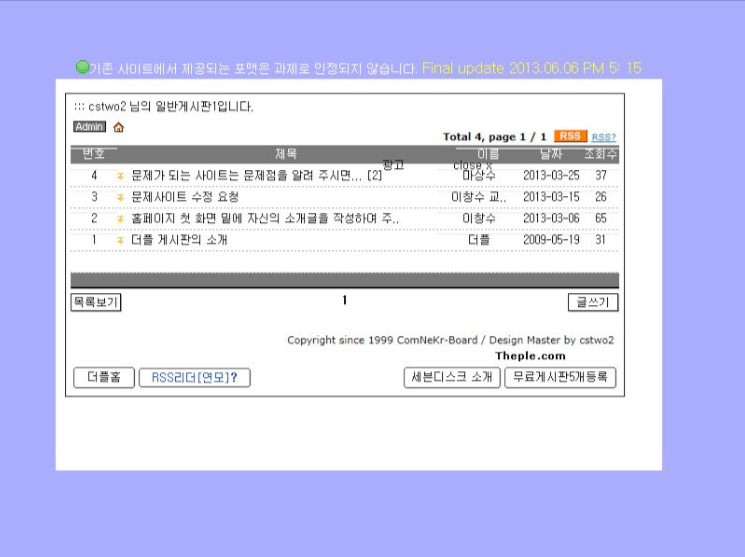 기존 사이트에서 제공되는 포맷은 과제로 인정되지 않습니다. Final update 2013.06.06 PM 5: 15
::: cstwo2 님의 일반게시판1입니다.
Admin
Total 4, page 1 / 1 RSS RSS?
번호 제목 이름 날짜 조회수
광고 close x
4 문제가 되는 사이트는 문제점을 알려 주시면... [2] 마상수 2013-03-25 37
3 문제사이트 수정 요청 이창수 교.. 2013-03-15 26
2 홈페이지 첫 화면 밑에 자신의 소개글을 작성하여 주.. 이창수 2013-03-06 65
1 더플 게시판의 소개 더플 2009-05-19 31
목록보기 1 글쓰기
Copyright since 1999 ComNeKr-Board / Design Master by cstwo2
Theple.com
더플홈 RSS리더[연모]? 세븐디스크 소개 무료게시판5개등록